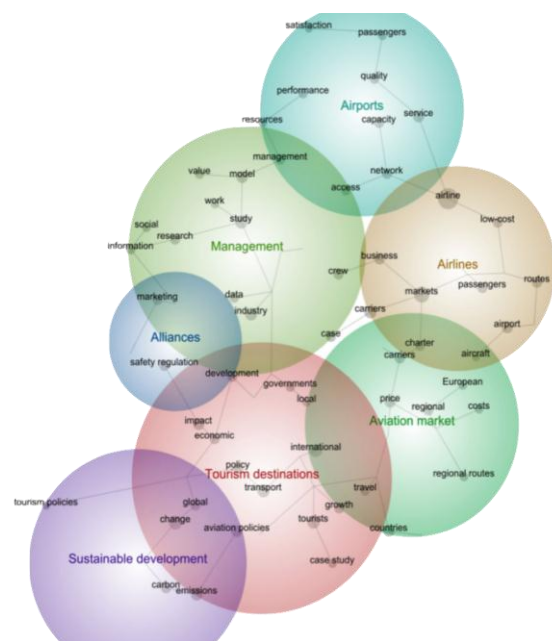 satisfaction
passengers
quality
performance
Airports
service
capacity
resources
management
network
value
model
access
airline
work
study
low-cost
social
research
information
Management
business
Airlines
crew
routes
passengers
marketing
data
markets
industry
carriers
airport
Alliances
case
charter
aircraft
carriers
safety regulation
development
governments
European
local
price
regional
costs
impact
Aviation market
economic
international
policy
Tourism destinations
regional routes
transport
travel
tourism policies
global
growth
change
aviation policies
tourists
countries
Sustainable development
case study
carbon
emissions